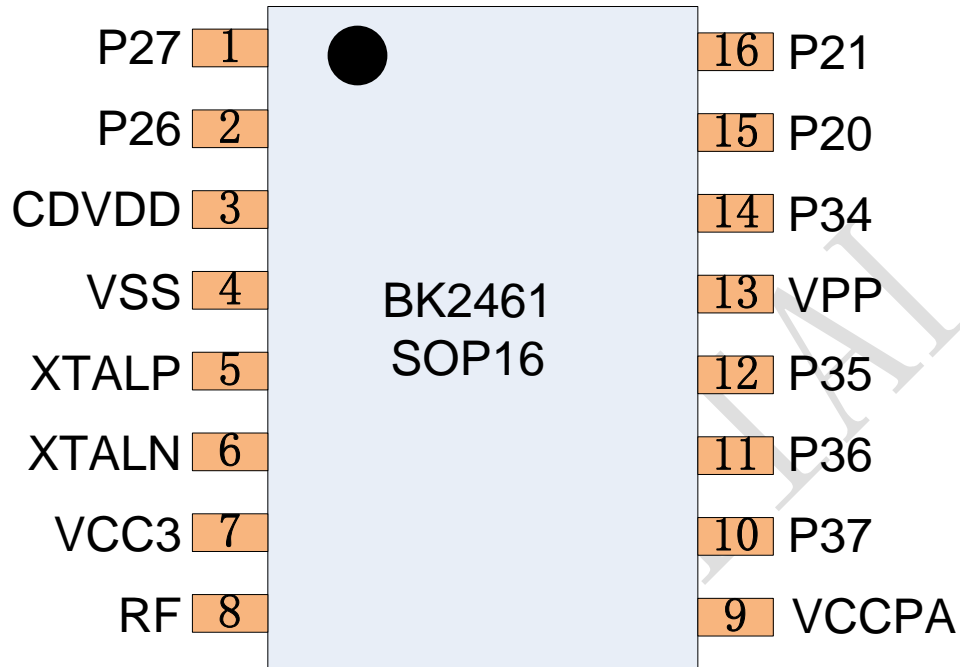 P27 1
P26 2
CDVDD 3
VSS 4
XTALP 5
XTALN 6
VCC3 7
RF 8
BK2461
SOP16
16 P21
15 P20
14 P34
13 VPP
12 P35
11 P36
10 P37
9 VCCPA